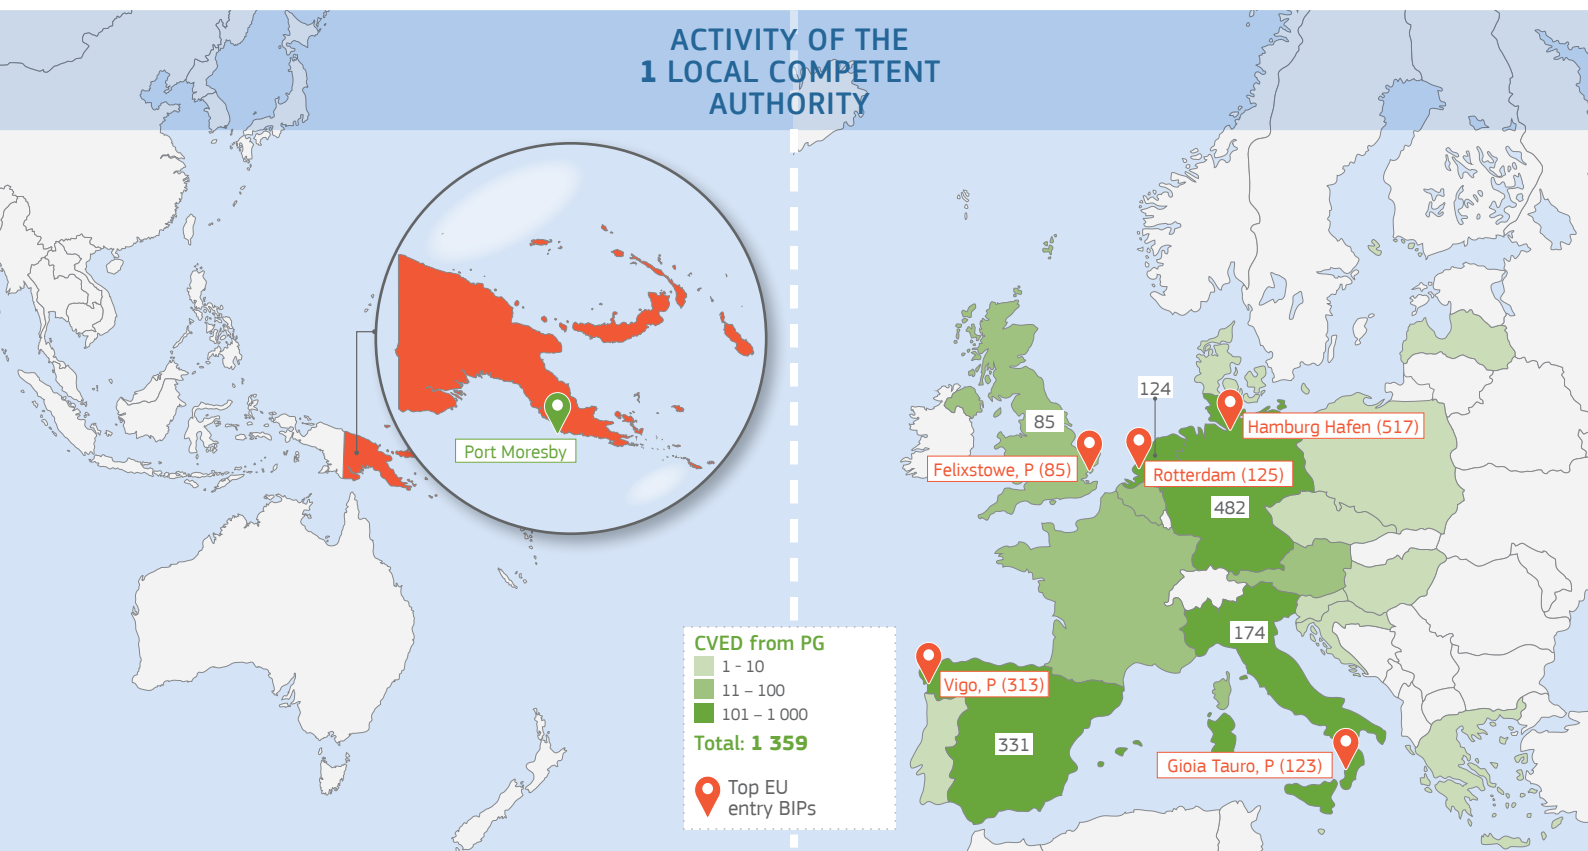 ACTIVITY OF THE
1 LOCAL COMPETENT
AUTHORITY
Port Moresby
124
85
Hamburg Hafen (517)
Felixstowe, P (85)
Rotterdam (125)
482
174
Vigo, P (313)
331
Gioia Tauro, P (123)
CVED from PG
1 - 10
11 – 100
101 – 1 000
Total: 1 359
Top EU
entry BIPs